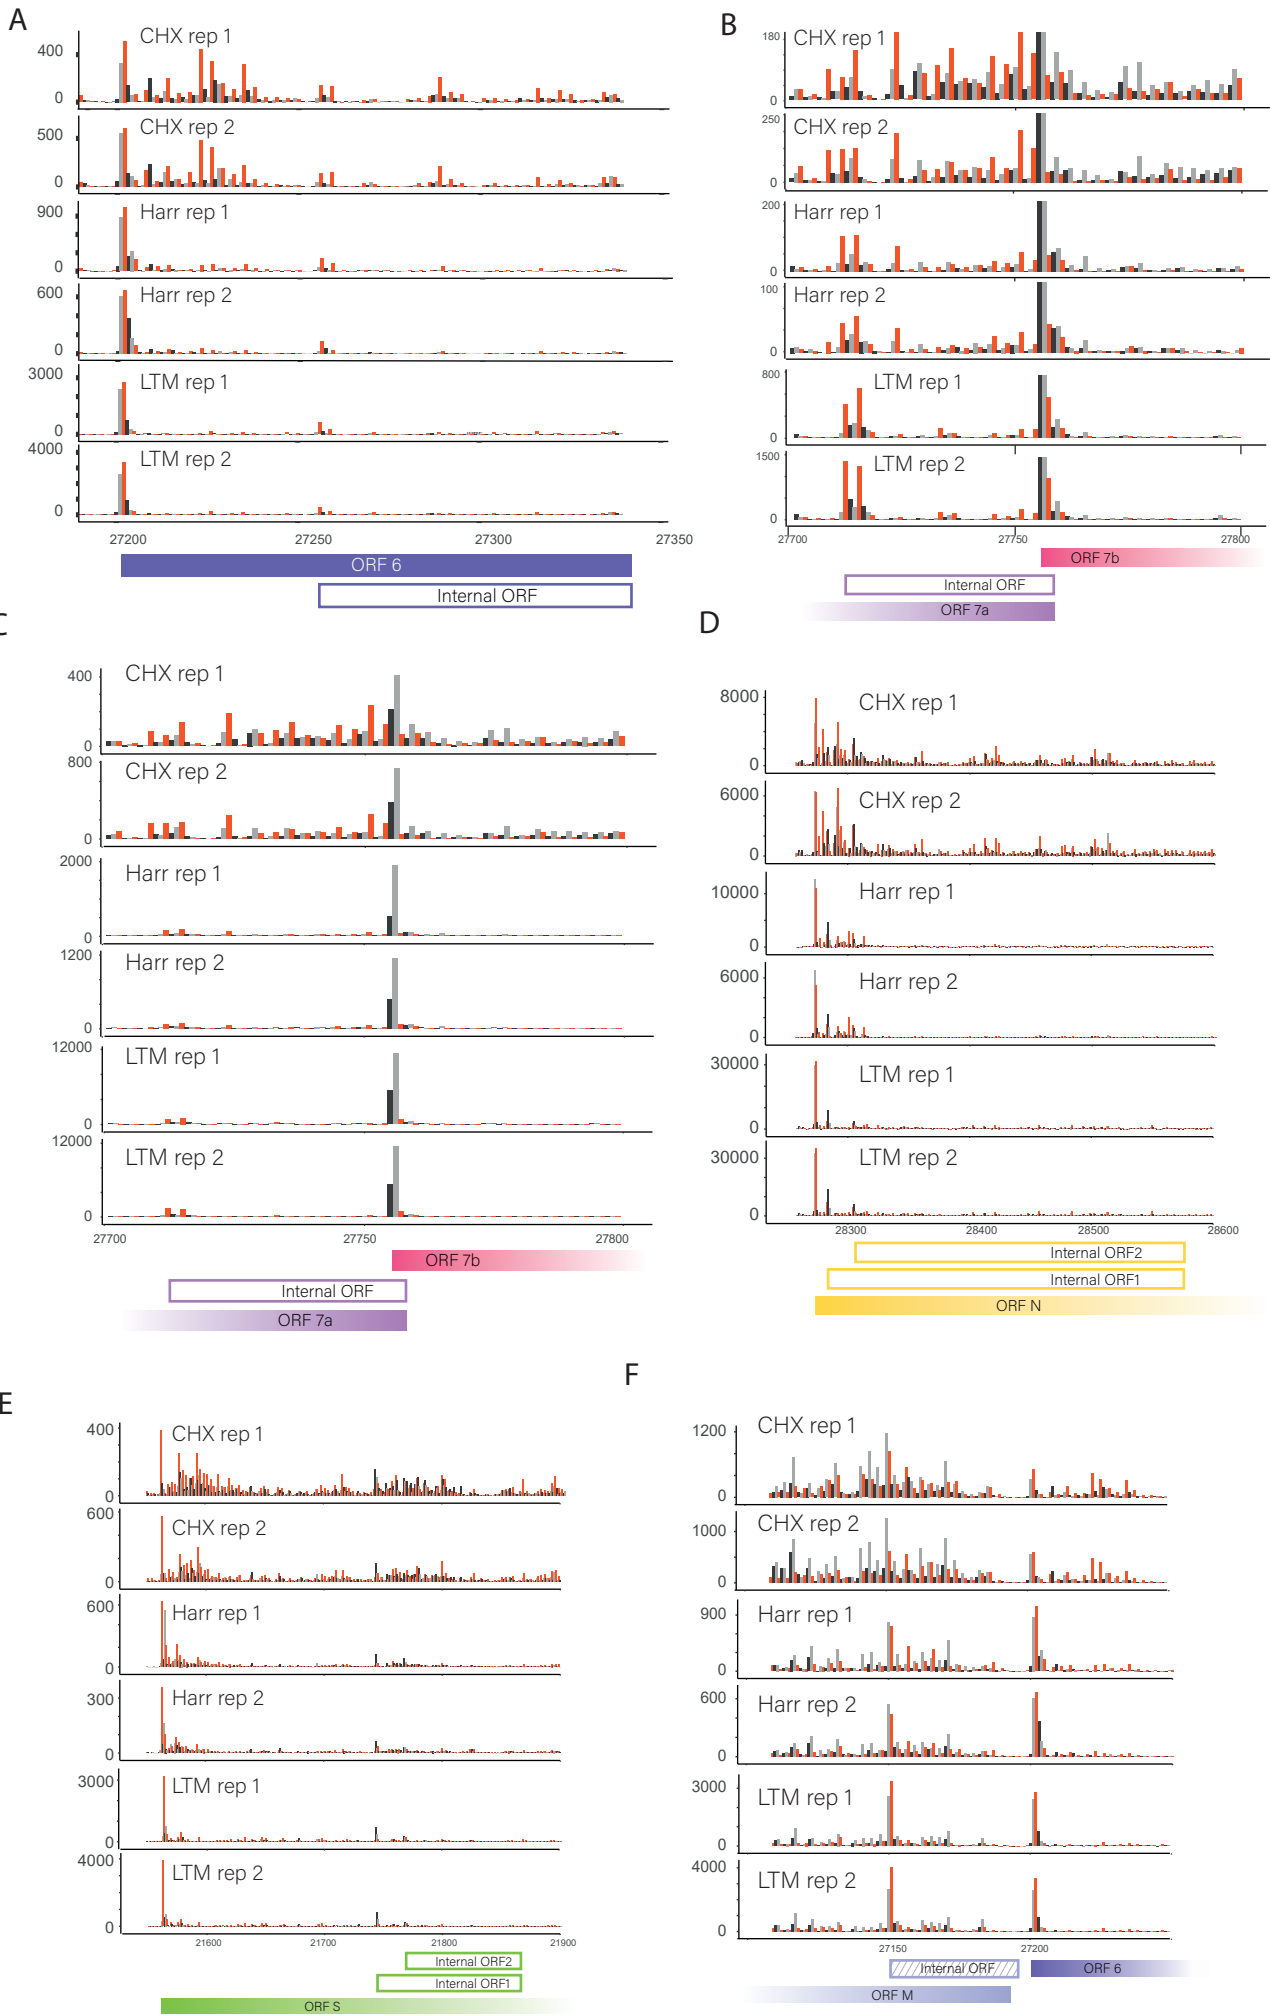 A
CHX rep 1
400
0
CHX rep 2
500
0
Harr rep 1
900
0
Harr rep 2
600
0
LTM rep 1
3000
0
LTM rep 2
4000
0
27200
27250
27300
27350
ORF 6
Internal ORF
B
CHX rep 1
180
0
CHX rep 2
250
0
Harr rep 1
200
0
Harr rep 2
100
0
LTM rep 1
800
0
LTM rep 2
1500
0
27700
27750
27800
ORF 7b
Internal ORF
ORF 7a
C
CHX rep 1
400
0
CHX rep 2
800
0
Harr rep 1
2000
0
Harr rep 2
1200
0
LTM rep 1
12000
0
LTM rep 2
12000
0
27700
27750
27800
ORF 7b
Internal ORF
ORF 7a
D
CHX rep 1
8000
0
CHX rep 2
6000
0
Harr rep 1
10000
0
Harr rep 2
6000
0
LTM rep 1
30000
0
LTM rep 2
30000
0
28300
28400
28500
28600
Internal ORF2
Internal ORF1
ORF N
E
CHX rep 1
400
0
CHX rep 2
600
0
Harr rep 1
600
0
Harr rep 2
300
0
LTM rep 1
3000
0
LTM rep 2
4000
0
21600
21700
21800
21900
Internal ORF2
Internal ORF1
ORF S
F
CHX rep 1
1200
0
CHX rep 2
1000
0
Harr rep 1
900
0
Harr rep 2
600
0
LTM rep 1
3000
0
LTM rep 2
4000
0
27150
27200
Internal ORF
ORF 6
ORF M